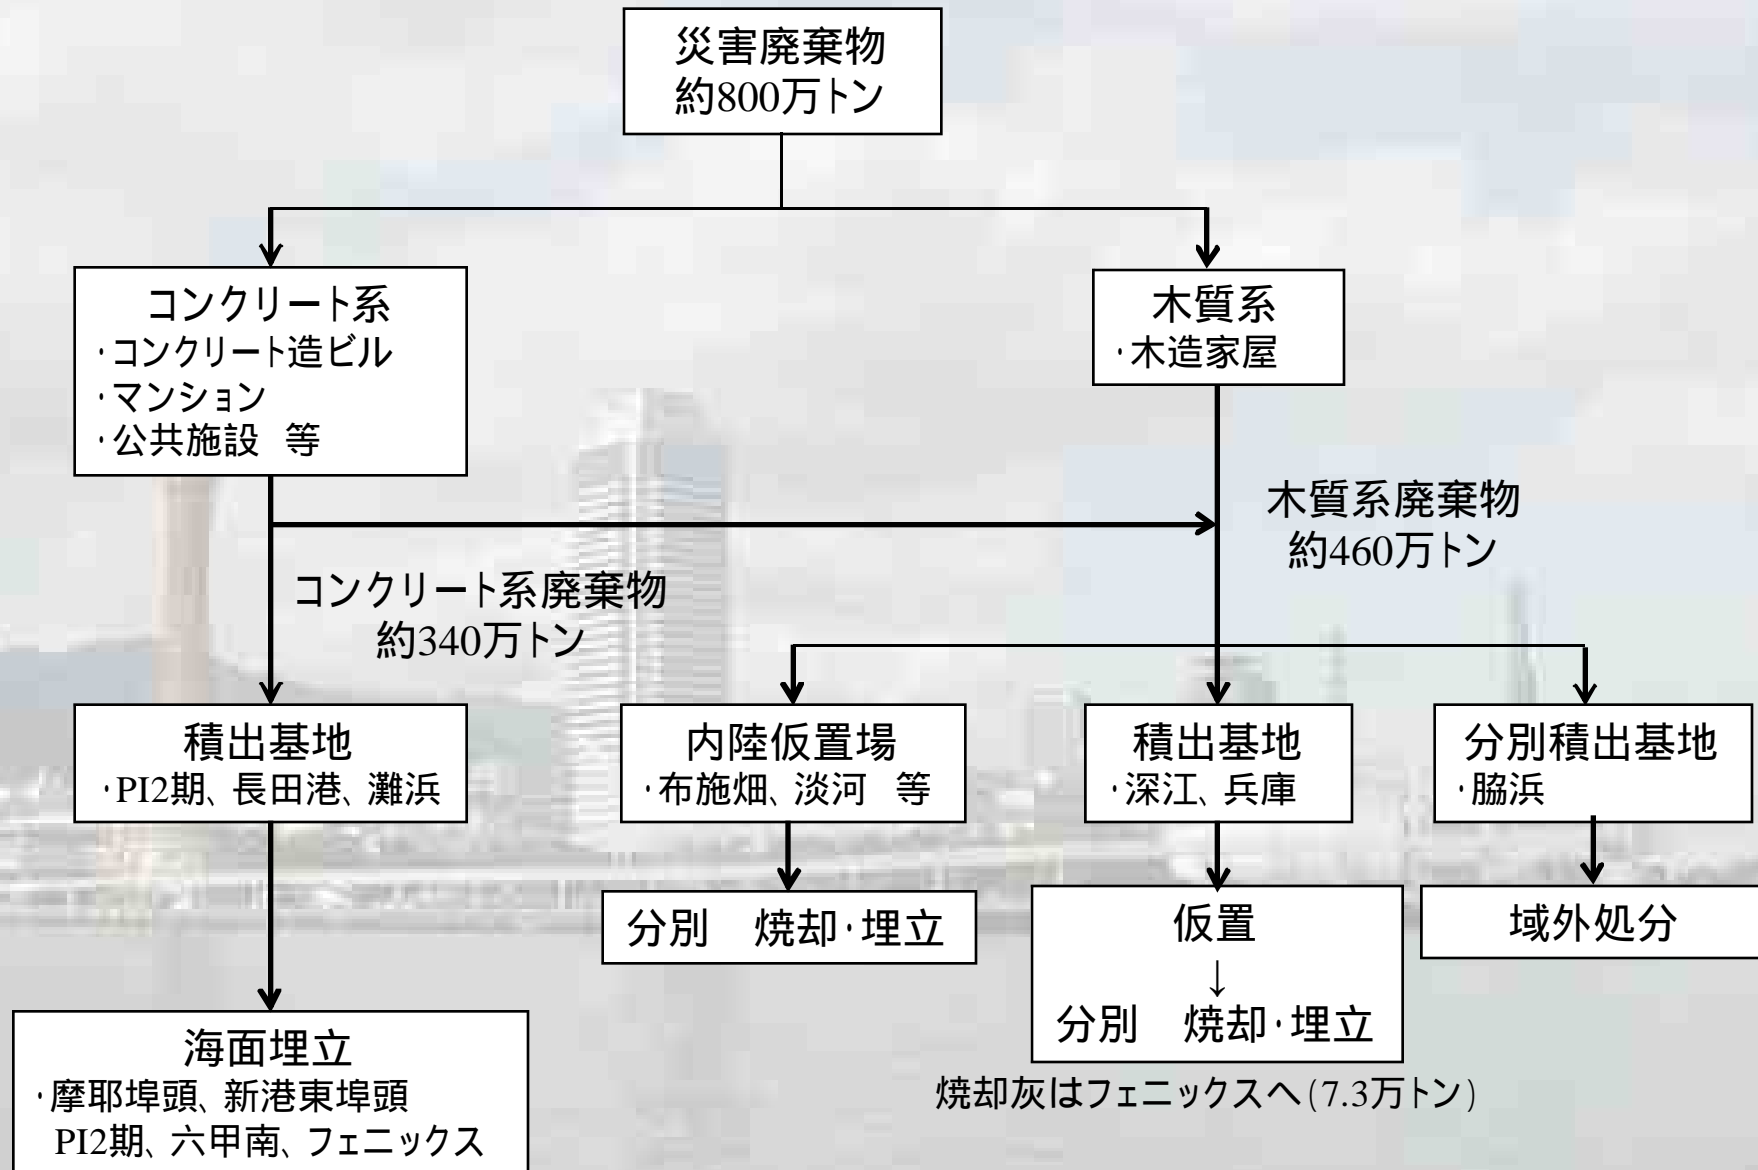 災害廃棄物
約800万トン
コンクリート系
・コンクリート造ビル
・マンション
・公共施設 等
木質系
・木造家屋
木質系廃棄物
約460万トン
コンクリート系廃棄物
約340万トン
積出基地
・PI2期、長田港、灘浜
内陸仮置場
・布施畑、淡河 等
積出基地
・深江、兵庫
分別積出基地
・脇浜
分別 焼却・埋立
仮置
↓
分別 焼却・埋立
域外処分
海面埋立
・摩耶埠頭、新港東埠頭
PI2期、六甲南、フェニックス
焼却灰はフェニックスへ(7.3万トン)